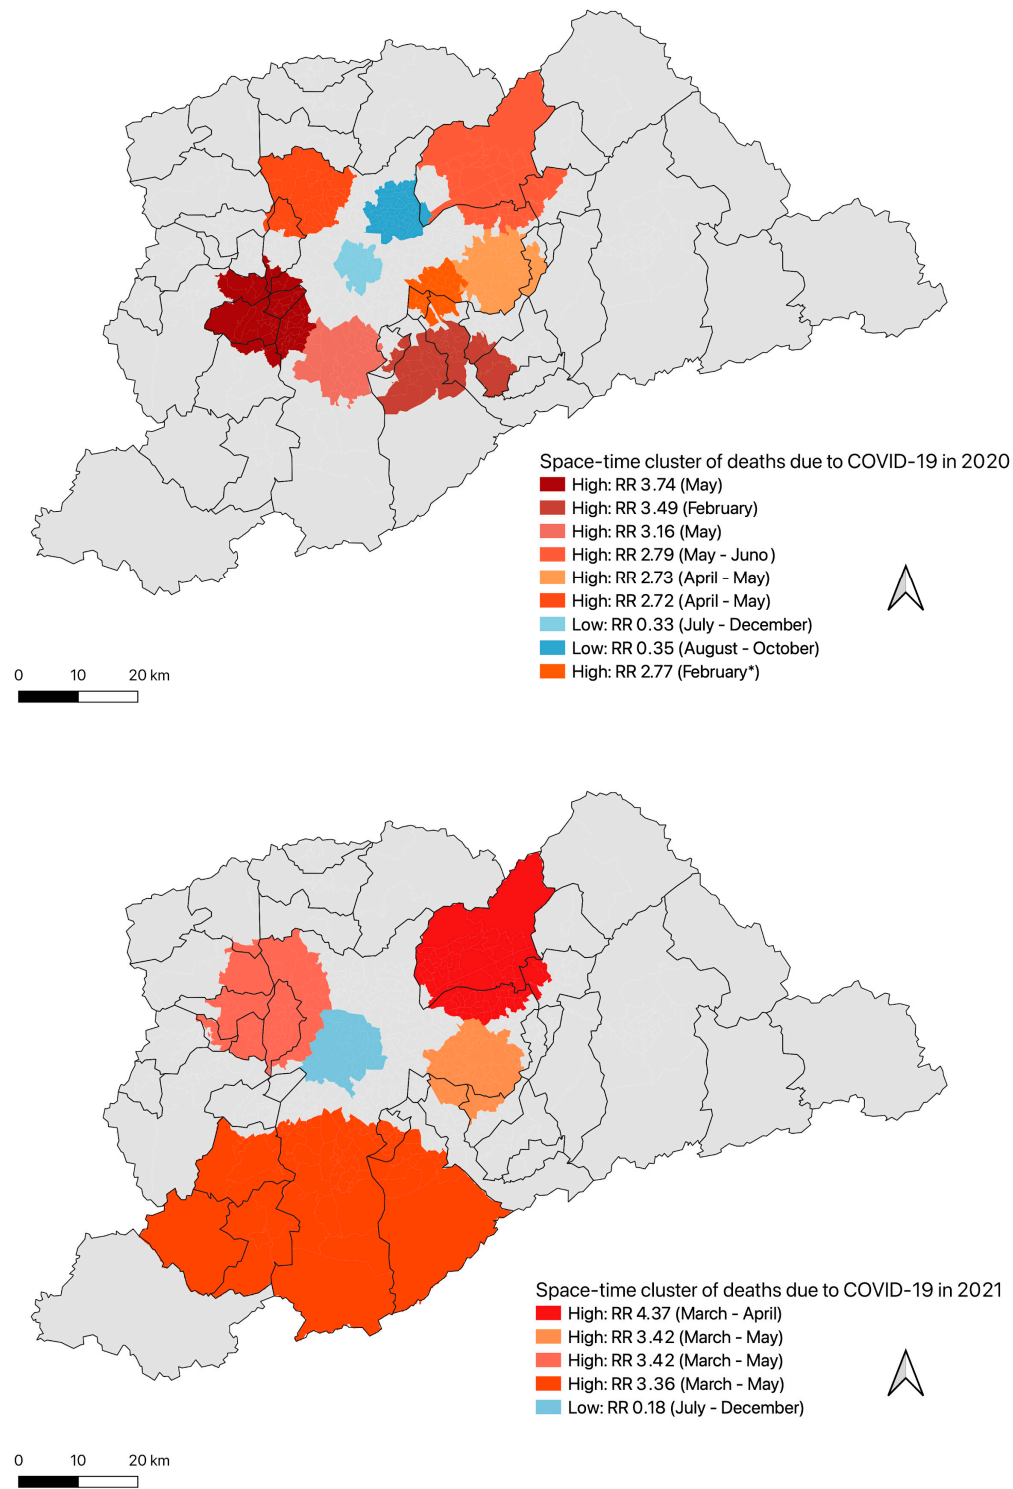 Space-time cluster of deaths due to COVID-19 in 2020
High: RR 3.74 (May)
High: RR 3.49 (February)
High: RR 3.16 (May)
High: RR 2.79 (May - Juno)
High: RR 2.73 (April - May)
High: RR 2.72 (April - May)
Low: RR 0.33 (July - December)
Low: RR 0.35 (August - October)
High: RR 2.77 (February*)
0 10 20 km
Space-time cluster of deaths due to COVID-19 in 2021
High: RR 4.37 (March - April)
High: RR 3.42 (March - May)
High: RR 3.42 (March - May)
High: RR 3.36 (March - May)
Low: RR 0.18 (July - December)
0 10 20 km